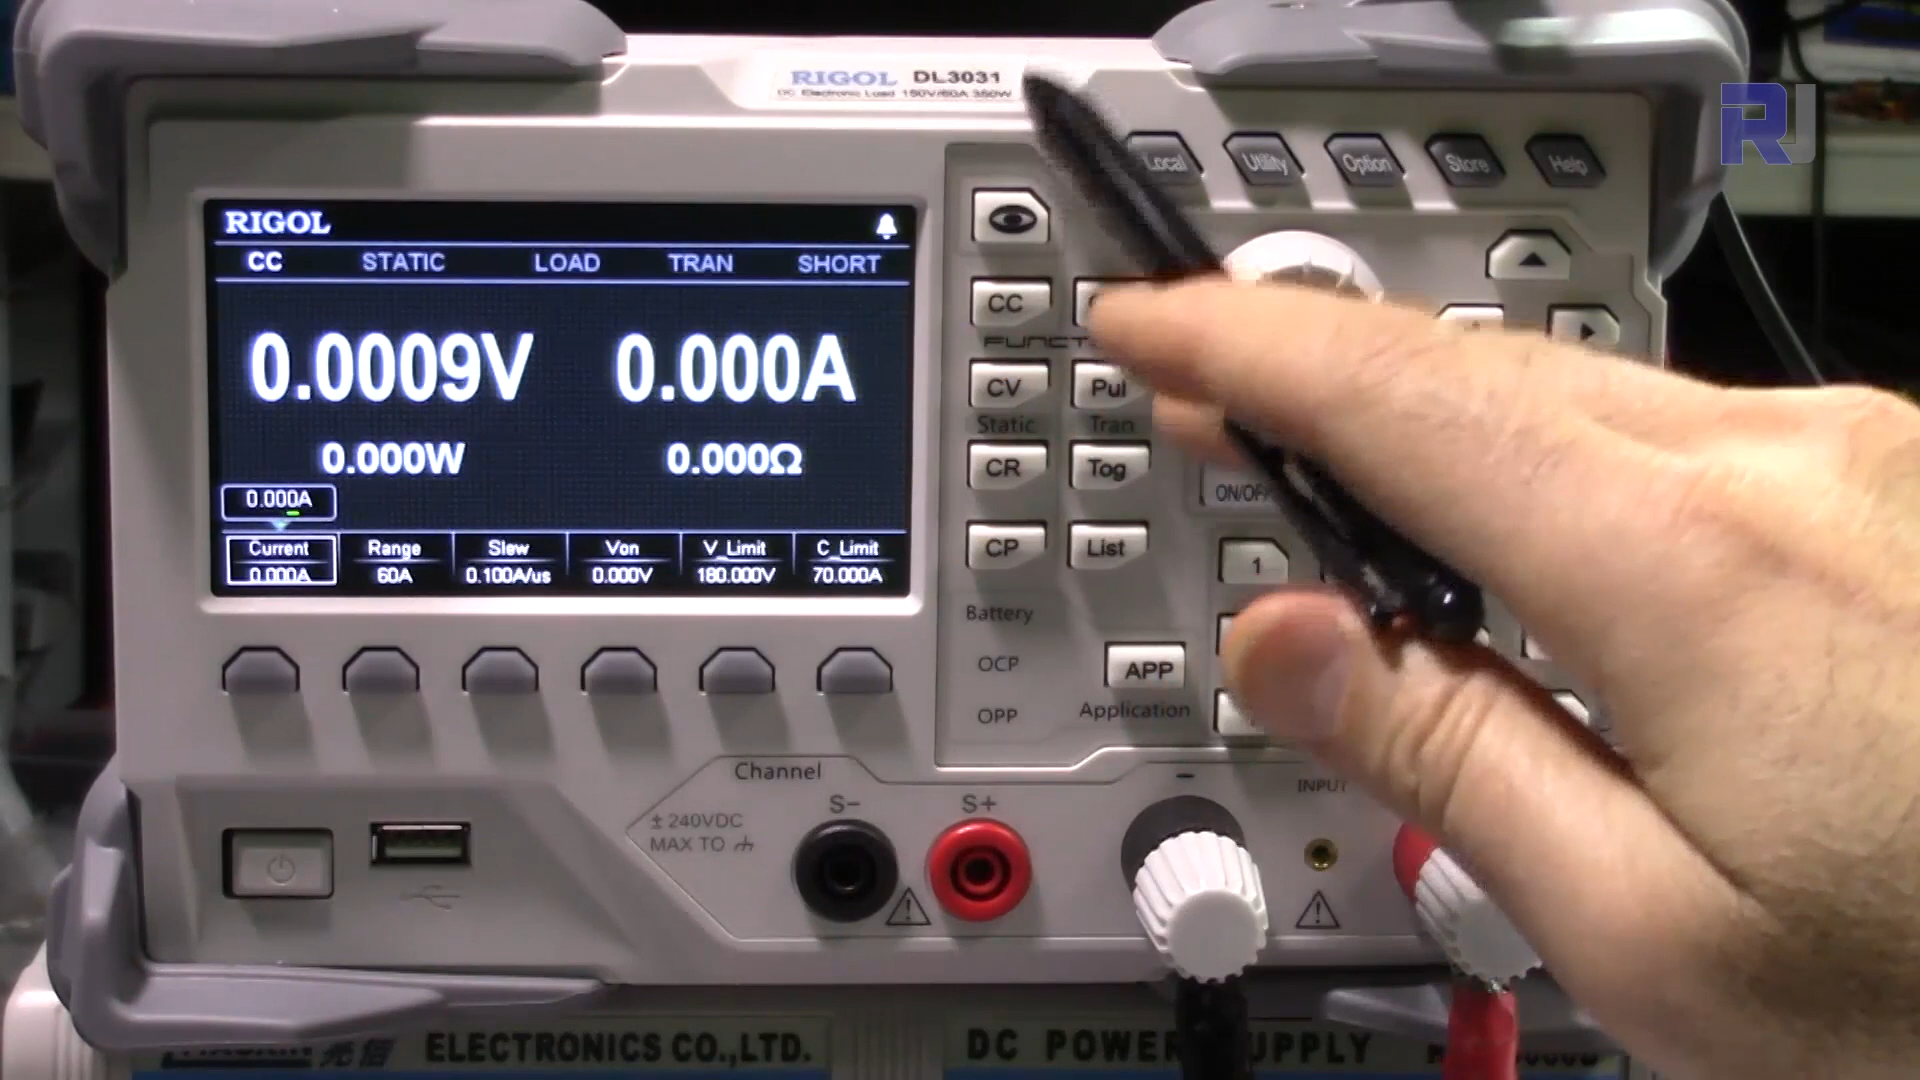 RIGOL DL3031
DC Electronic Load 150V/60A 350W
RJ
Local Utility Option Store Help
RIGOL
CC STATIC LOAD TRAN SHORT
0.0009V 0.000A
0.000W 0.000Ω
0.000A
Current Range Slew Von V_Limit C_Limit
0.000A 60A 0.100A/us 0.000V 180.000V 70.000A
CC
CV Pul
Static Tran
CR Tog
ON/OFF
CP List
1
Battery
OCP
APP
OPP
Application
Channel
S- S+ -
INPUT
± 240VDC
MAX TO
ELECTRONICS CO.,LTD.
DC POWER SUPPLY